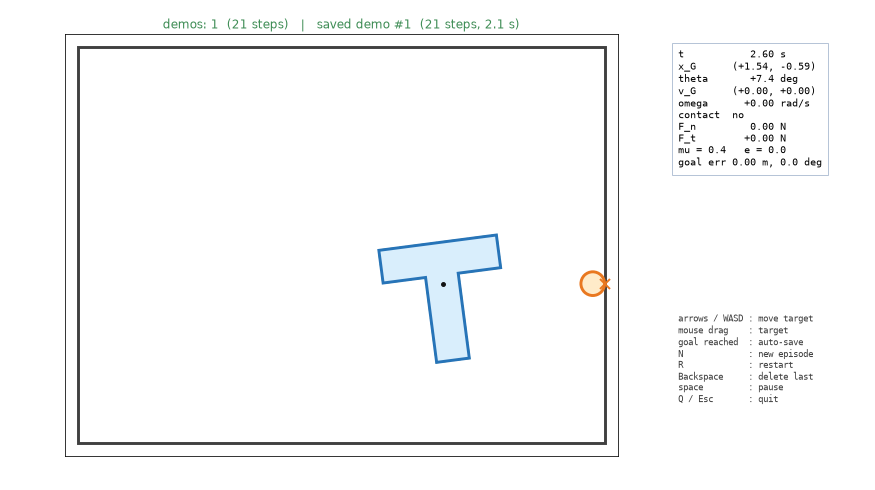 demos: 1  (21 steps)   |   saved demo #1  (21 steps, 2.1 s)
t           2.60 s
x_G     (+1.54, -0.59)
theta      +7.4 deg
v_G     (+0.00, +0.00)
omega     +0.00 rad/s
contact  no
F_n        0.00 N
F_t       +0.00 N
mu = 0.4   e = 0.0
goal err 0.00 m, 0.0 deg
arrows / WASD : move target
mouse drag    : target
goal reached  : auto-save
N             : new episode
R             : restart
Backspace     : delete last
space         : pause
Q / Esc       : quit